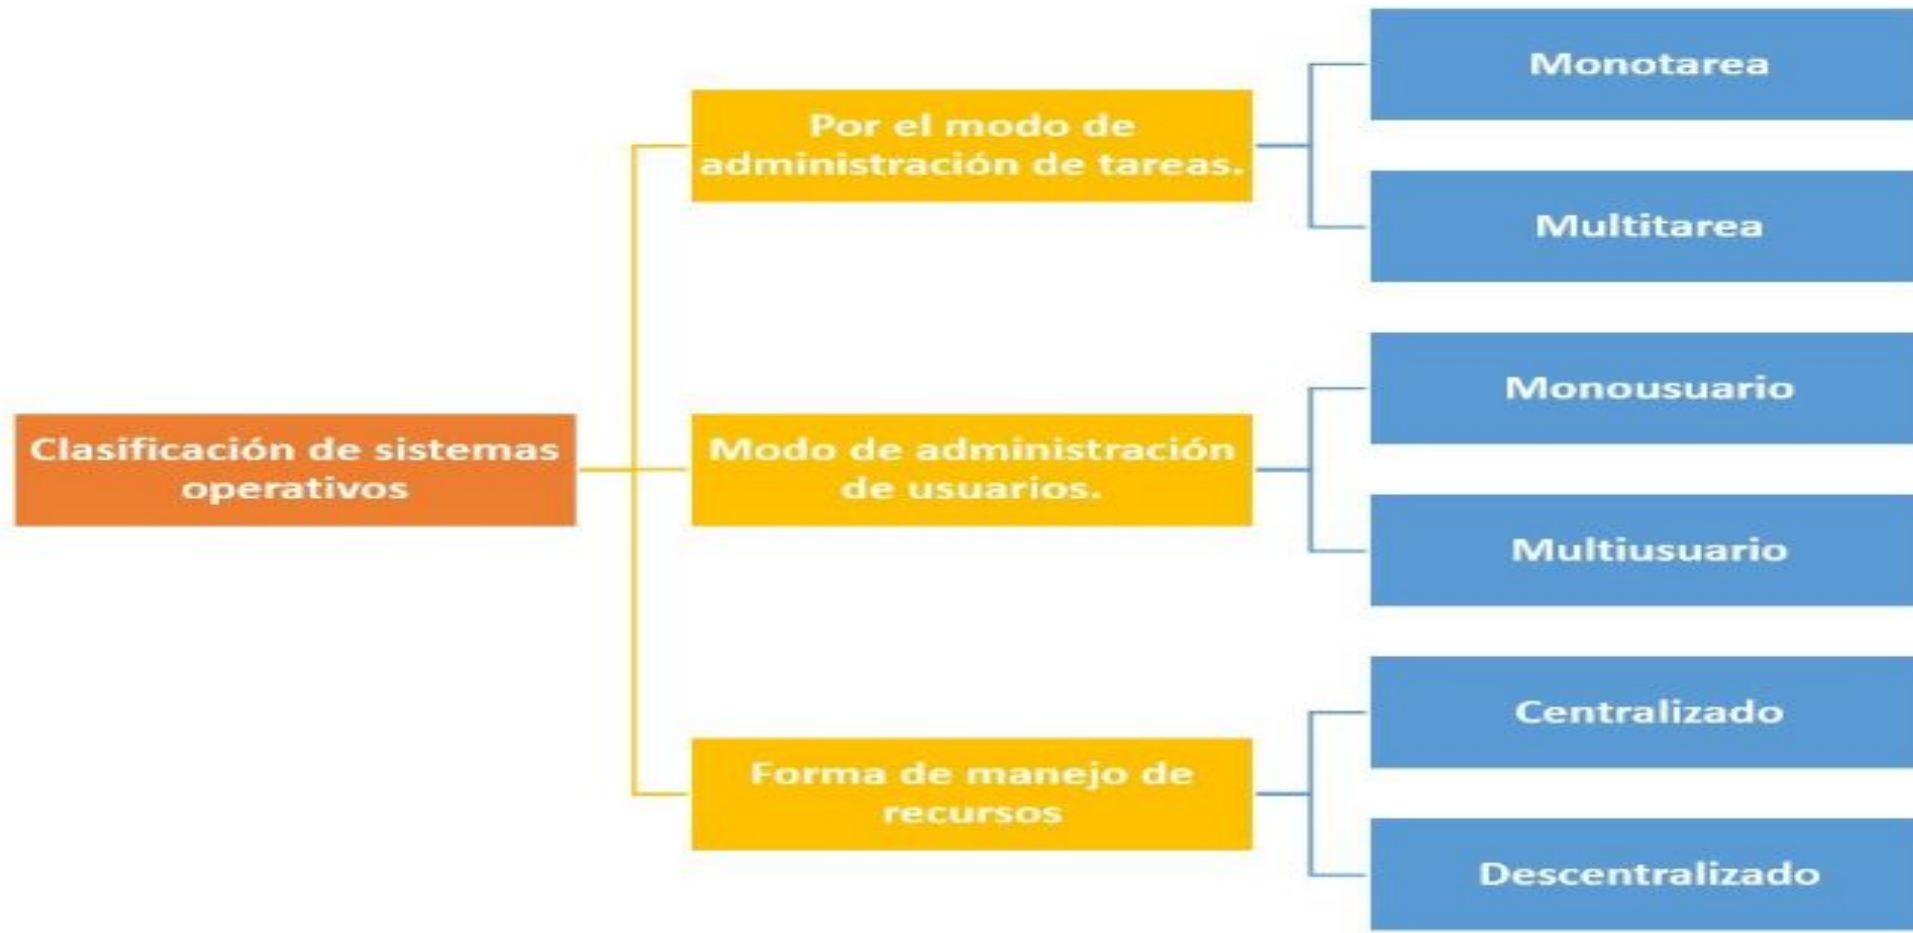 Clasificación de sistemas
operativos
Por el modo de
administración de tareas.
Monotarea
Multitarea
Modo de administración
de usuarios.
Monousuario
Multiusuario
Forma de manejo de
recursos
Centralizado
Descentralizado